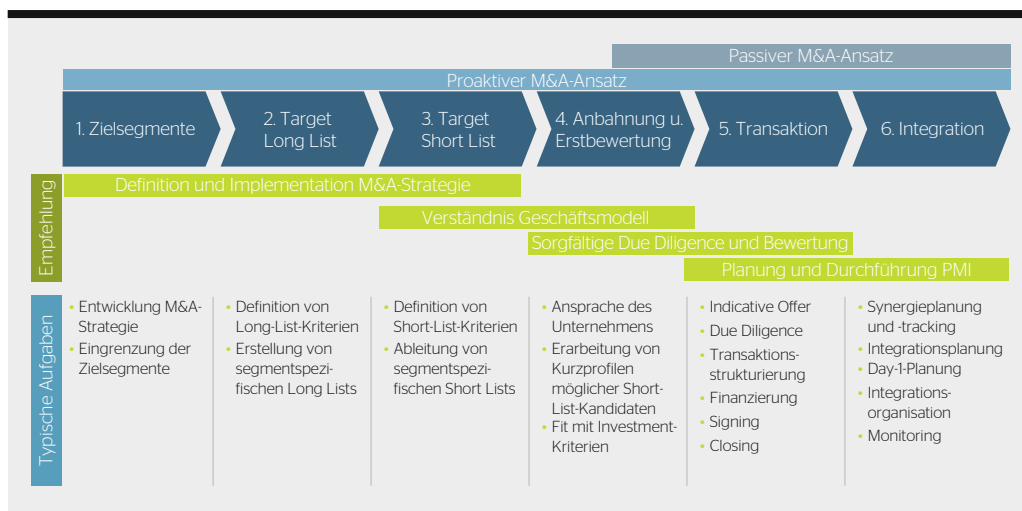 Passiver M&A-Ansatz
Proaktiver M&A-Ansatz
1. Zielsegmente
2. Target
Long List
3. Target
Short List
4. Anbahnung u.
Erstbewertung
5. Transaktion
6. Integration
Empfehlung
Definition und Implementation M&A-Strategie
Verständnis Geschäftsmodell
Sorgfältige Due Diligence und Bewertung
Planung und Durchführung PMI
Typische Aufgaben
• Entwicklung M&A-
Strategie
• Eingrenzung der
Zielsegmente
• Definition von
Long-List-Kriterien
• Erstellung von
segmentspezi-
fischen Long Lists
• Definition von
Short-List-Kriterien
• Ableitung von
segmentspezi-
fischen Short Lists
• Ansprache des
Unternehmens
• Erarbeitung von
Kurzprofilen
möglicher Short-
List-Kandidaten
• Fit mit Investment-
Kriterien
• Indicative Offer
• Due Diligence
• Transaktions-
strukturierung
• Finanzierung
• Signing
• Closing
• Synergieplanung
und -tracking
• Integrationsplanung
• Day-1-Planung
• Integrations-
organisation
• Monitoring